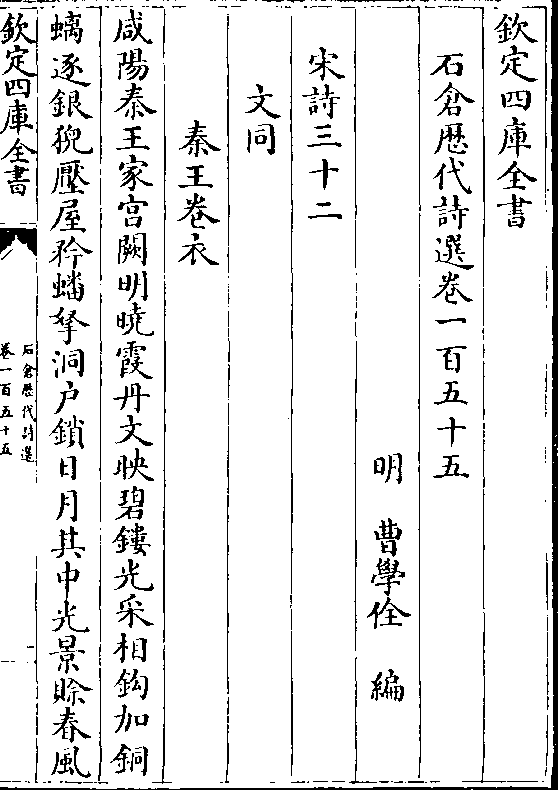 欽定四庫全書
石倉歴代詩選卷一百五十五
明　曹學佺　編
宋詩三十二
文同
秦王卷衣
咸陽秦王家宫闕明曉霞丹文映碧鏤光采相鈎加銅
螭逐銀猊壓屋矜蟠拏洞户鎖日月其中光景賒春風
欽定四庫全書
石倉歴代詩選
卷一百五十五
一